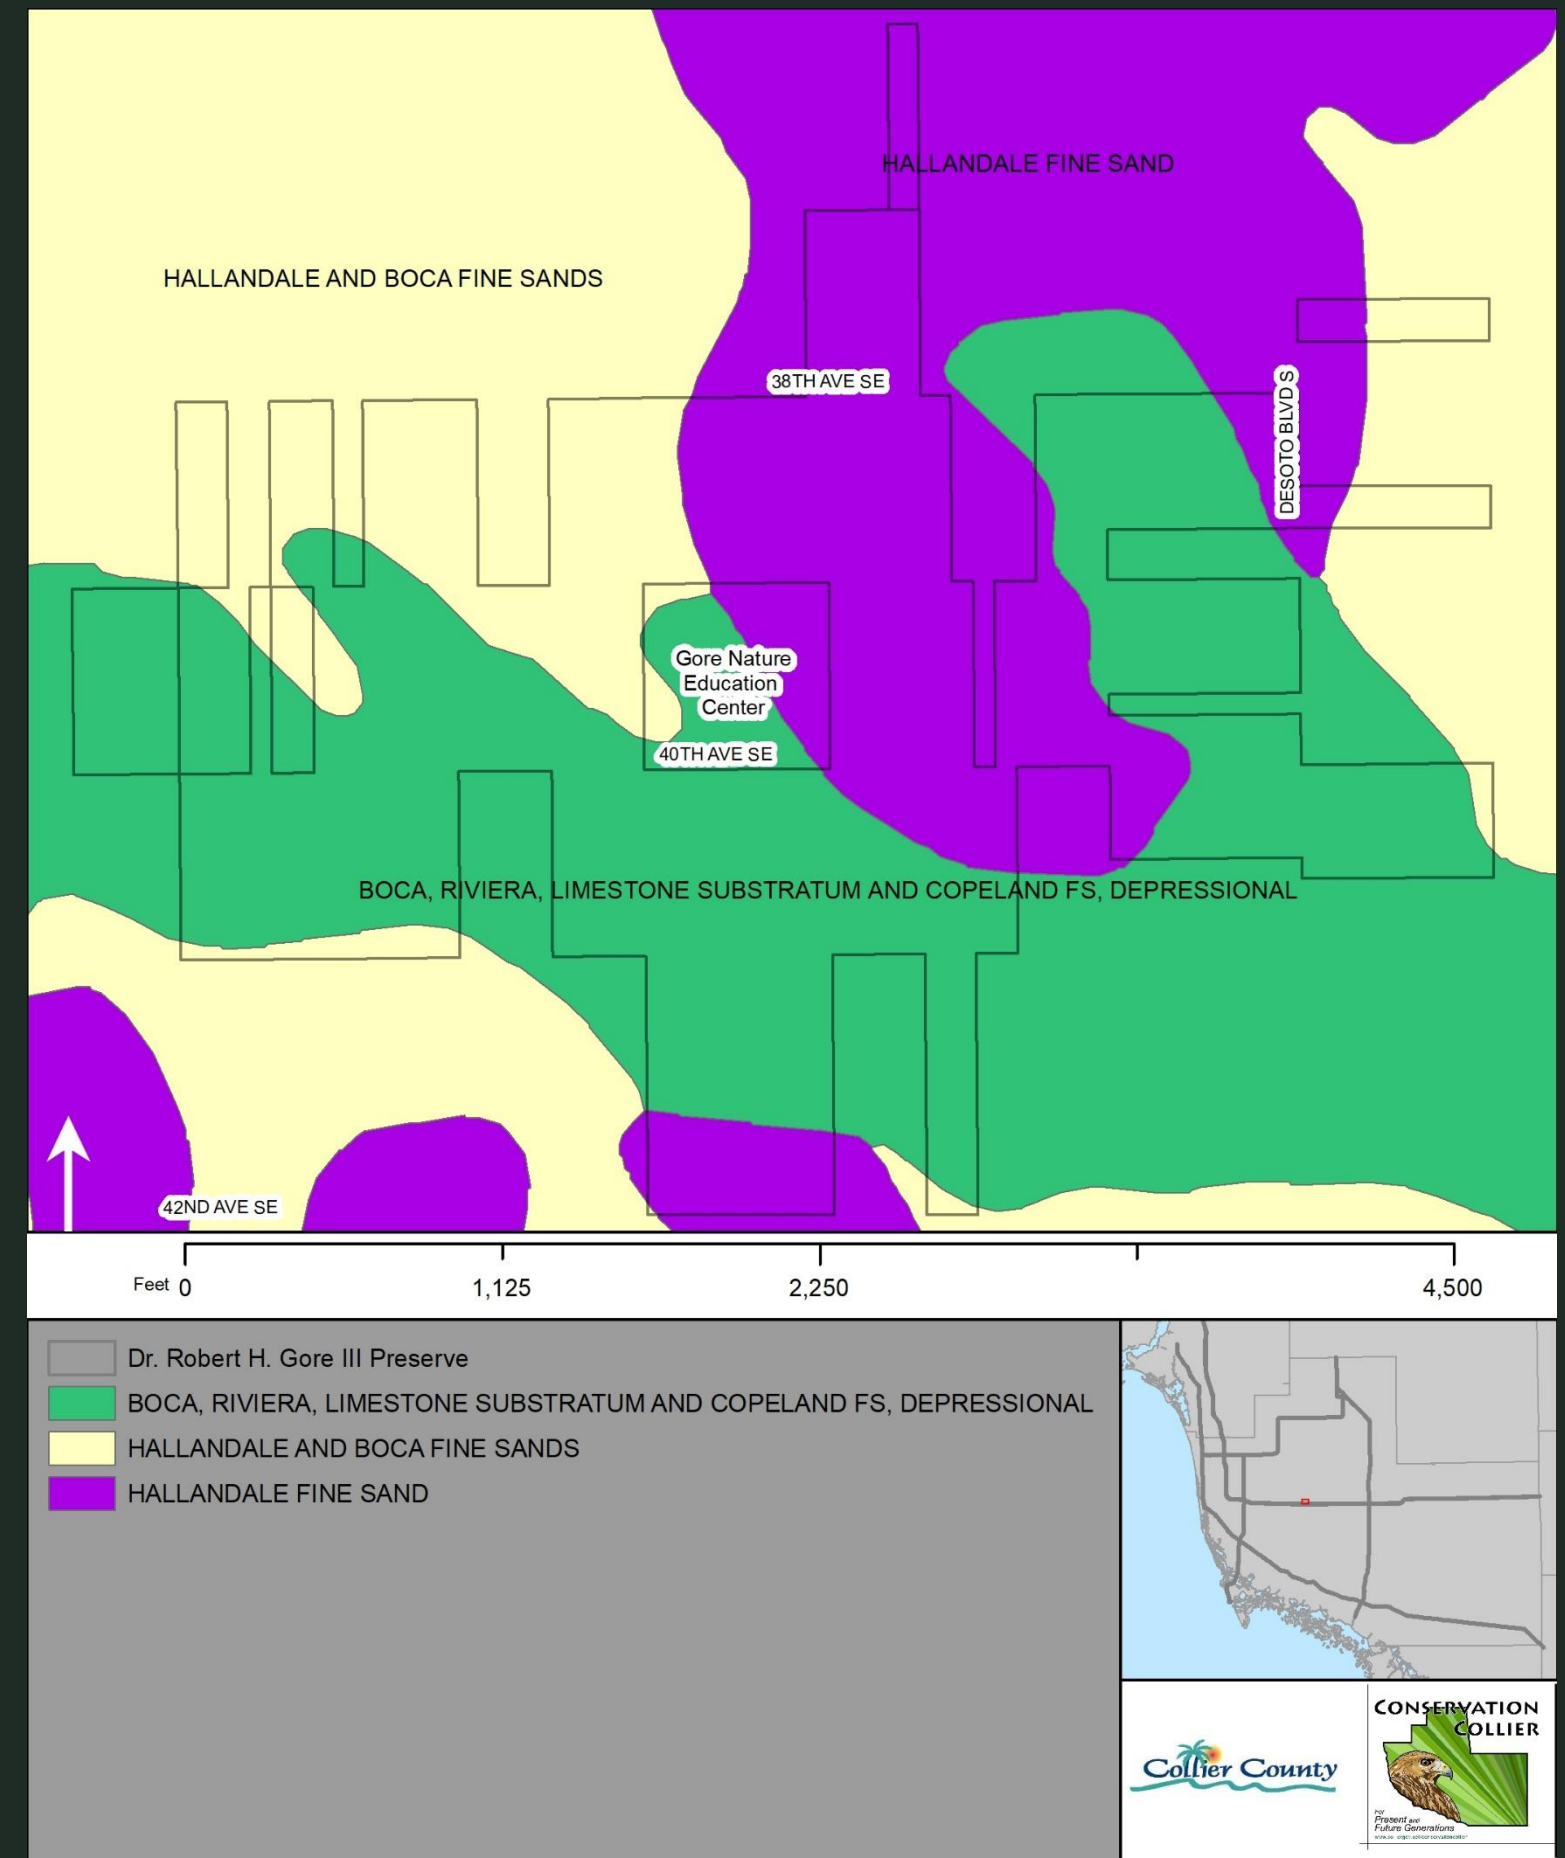 HALLANDALE FINE SAND
HALLANDALE AND BOCA FINE SANDS
38TH AVE SE
DESOTO BLVD S
Gore Nature
Education
Center
40TH AVE SE
BOCA, RIVIERA, LIMESTONE SUBSTRATUM AND COPELAND FS, DEPRESSIONAL
42ND AVE SE
Feet 0 1,125 2,250 4,500
Dr. Robert H. Gore III Preserve
BOCA, RIVIERA, LIMESTONE SUBSTRATUM AND COPELAND FS, DEPRESSIONAL
HALLANDALE AND BOCA FINE SANDS
HALLANDALE FINE SAND
Collier County
CONSERVATION
COLLIER
For
Present and
Future Generations